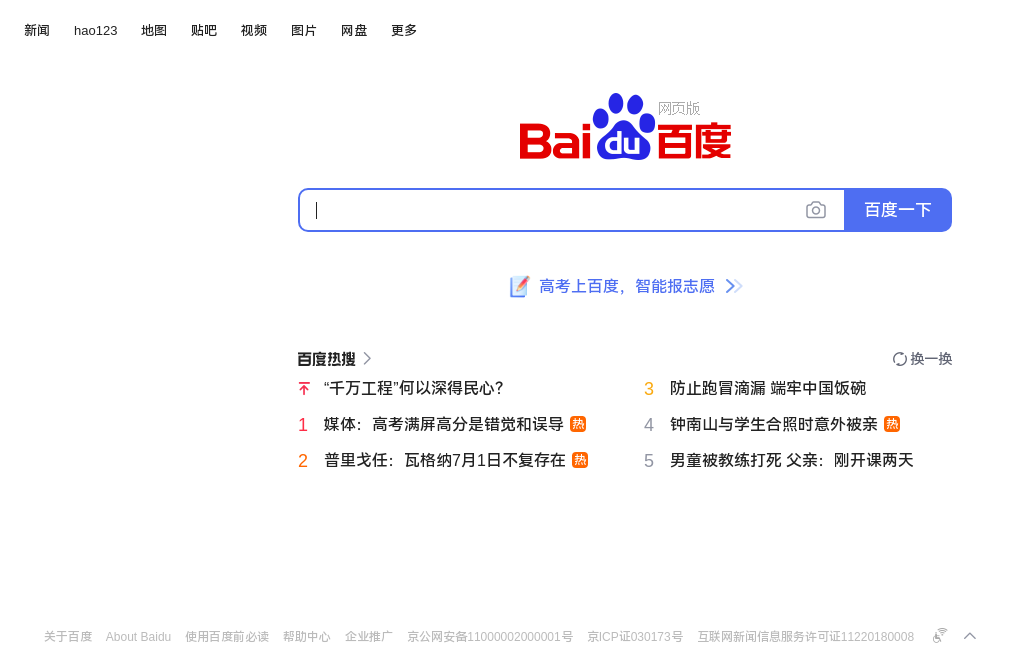 新闻 hao123 地图 贴吧 视频 图片 网盘 更多
网页版
Bai du 百度
百度一下
高考上百度，智能报志愿
百度热搜
换一换
“千万工程”何以深得民心？
3 防止跑冒滴漏 端牢中国饭碗
1 媒体：高考满屏高分是错觉和误导 热
4 钟南山与学生合照时意外被亲 热
2 普里戈任：瓦格纳7月1日不复存在 热
5 男童被教练打死 父亲：刚开课两天
关于百度 About Baidu 使用百度前必读 帮助中心 企业推广 京公网安备11000002000001号 京ICP证030173号 互联网新闻信息服务许可证11220180008